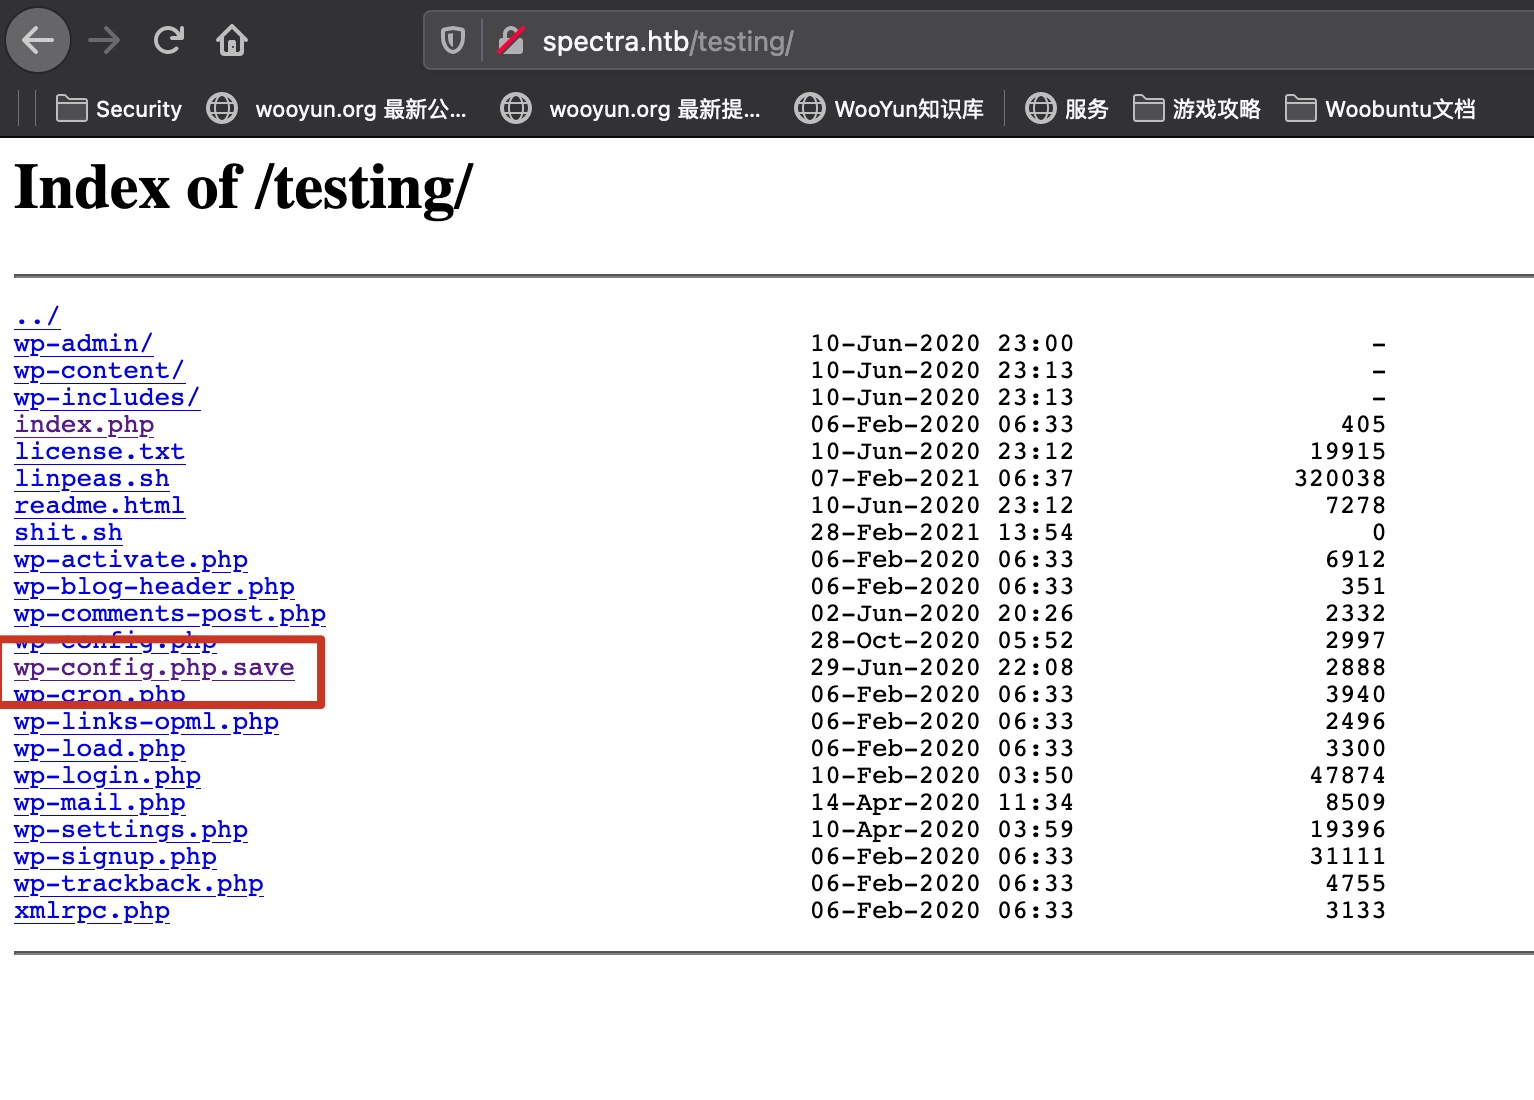 spectra.htb/testing/
Security wooyun.org 最新公... wooyun.org 最新提... WooYun知识库 服务 游戏攻略 Woobuntu文档
Index of /testing/
../
wp-admin/ 10-Jun-2020 23:00 -
wp-content/ 10-Jun-2020 23:13 -
wp-includes/ 10-Jun-2020 23:13 -
index.php 06-Feb-2020 06:33 405
license.txt 10-Jun-2020 23:12 19915
linpeas.sh 07-Feb-2021 06:37 320038
readme.html 10-Jun-2020 23:12 7278
shit.sh 28-Feb-2021 13:54 0
wp-activate.php 06-Feb-2020 06:33 6912
wp-blog-header.php 06-Feb-2020 06:33 351
wp-comments-post.php 02-Jun-2020 20:26 2332
wp-config.php 28-Oct-2020 05:52 2997
wp-config.php.save 29-Jun-2020 22:08 2888
wp-cron.php 06-Feb-2020 06:33 3940
wp-links-opml.php 06-Feb-2020 06:33 2496
wp-load.php 06-Feb-2020 06:33 3300
wp-login.php 10-Feb-2020 03:50 47874
wp-mail.php 14-Apr-2020 11:34 8509
wp-settings.php 10-Apr-2020 03:59 19396
wp-signup.php 06-Feb-2020 06:33 31111
wp-trackback.php 06-Feb-2020 06:33 4755
xmlrpc.php 06-Feb-2020 06:33 3133